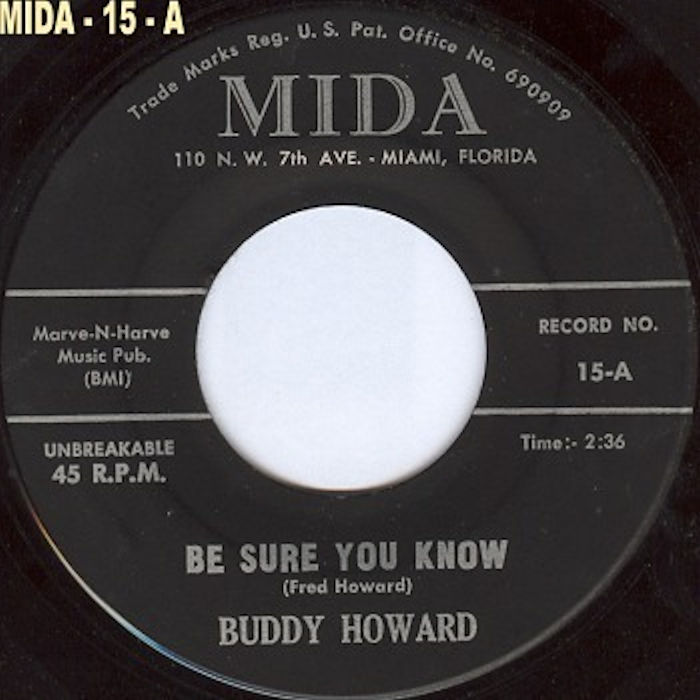 MIDA - 15 - A
Trade Marks Reg. U. S. Pat. Office No. 690909
MIDA
110 N. W. 7th AVE. - MIAMI, FLORIDA
Marve-N-Harve
Music Pub.
(BMI)
RECORD NO.
15-A
UNBREAKABLE
45 R.P.M.
Time:- 2:36
BE SURE YOU KNOW
(Fred Howard)
BUDDY HOWARD